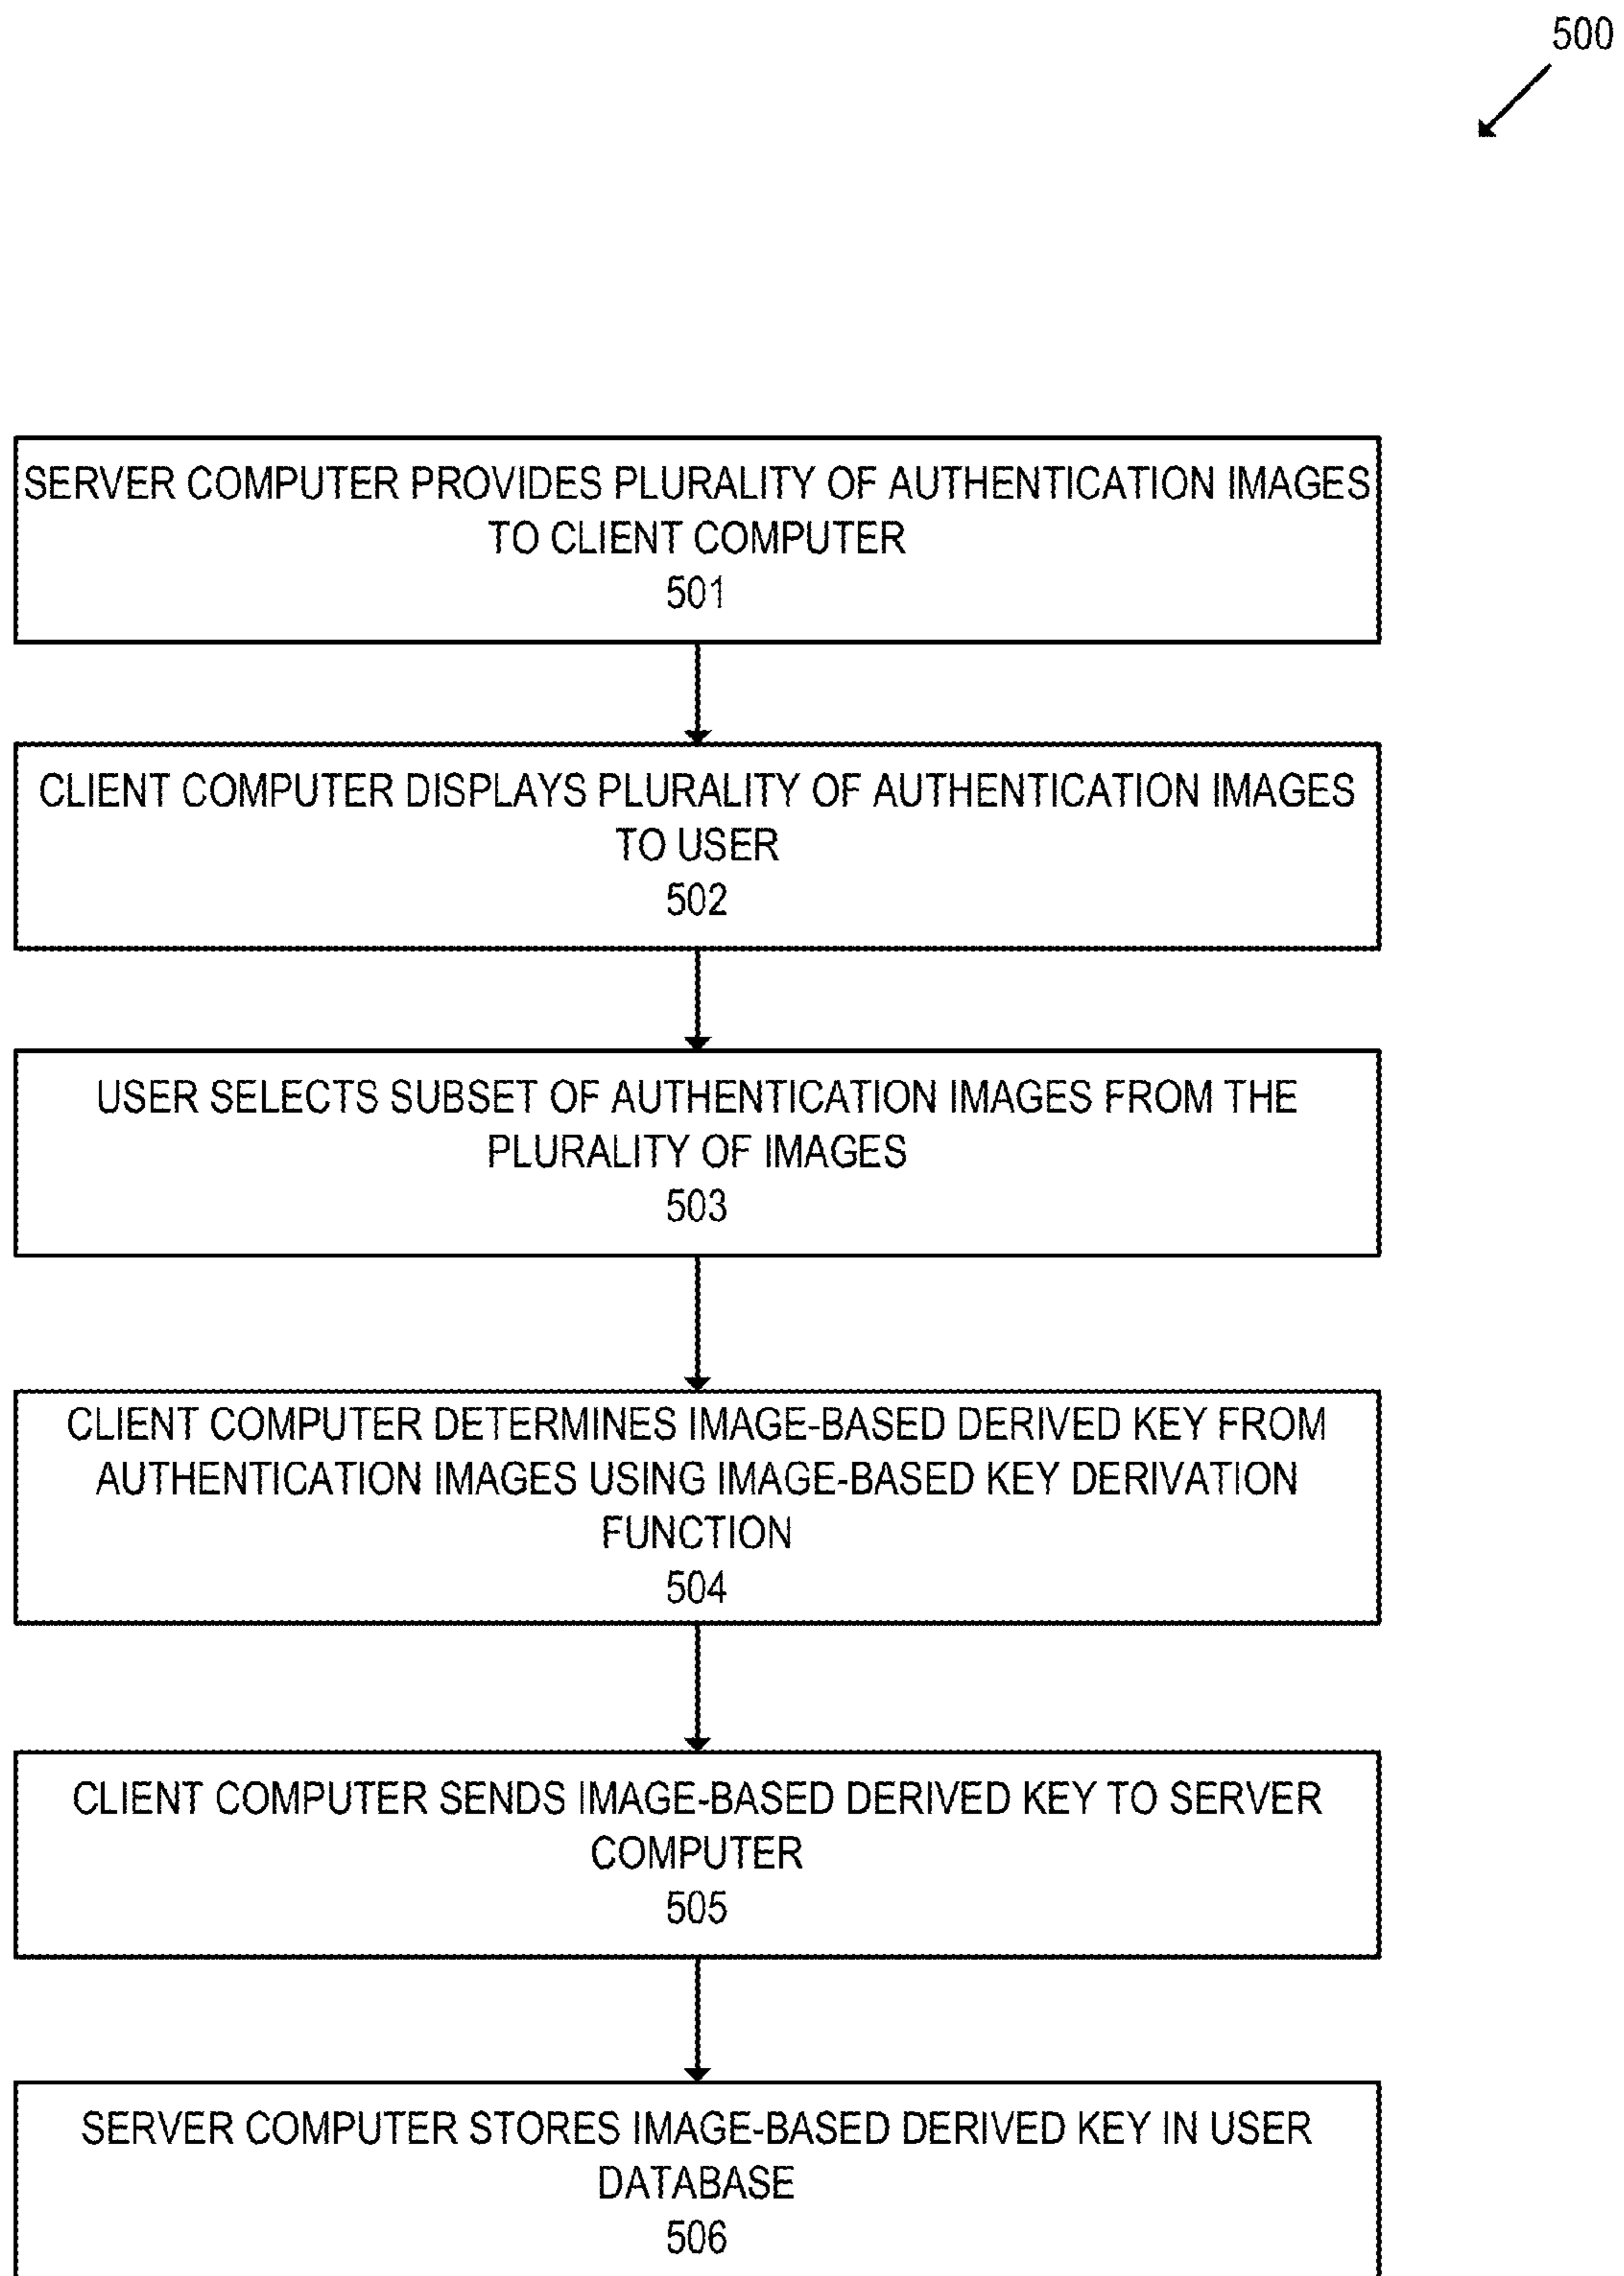 500
SERVER COMPUTER PROVIDES PLURALITY OF AUTHENTICATION IMAGES
TO CLIENT COMPUTER
501
CLIENT COMPUTER DISPLAYS PLURALITY OF AUTHENTICATION IMAGES
TO USER
502
USER SELECTS SUBSET OF AUTHENTICATION IMAGES FROM THE
PLURALITY OF IMAGES
503
CLIENT COMPUTER DETERMINES IMAGE-BASED DERIVED KEY FROM
AUTHENTICATION IMAGES USING IMAGE-BASED KEY DERIVATION
FUNCTION
504
CLIENT COMPUTER SENDS IMAGE-BASED DERIVED KEY TO SERVER
COMPUTER
505
SERVER COMPUTER STORES IMAGE-BASED DERIVED KEY IN USER
DATABASE
506